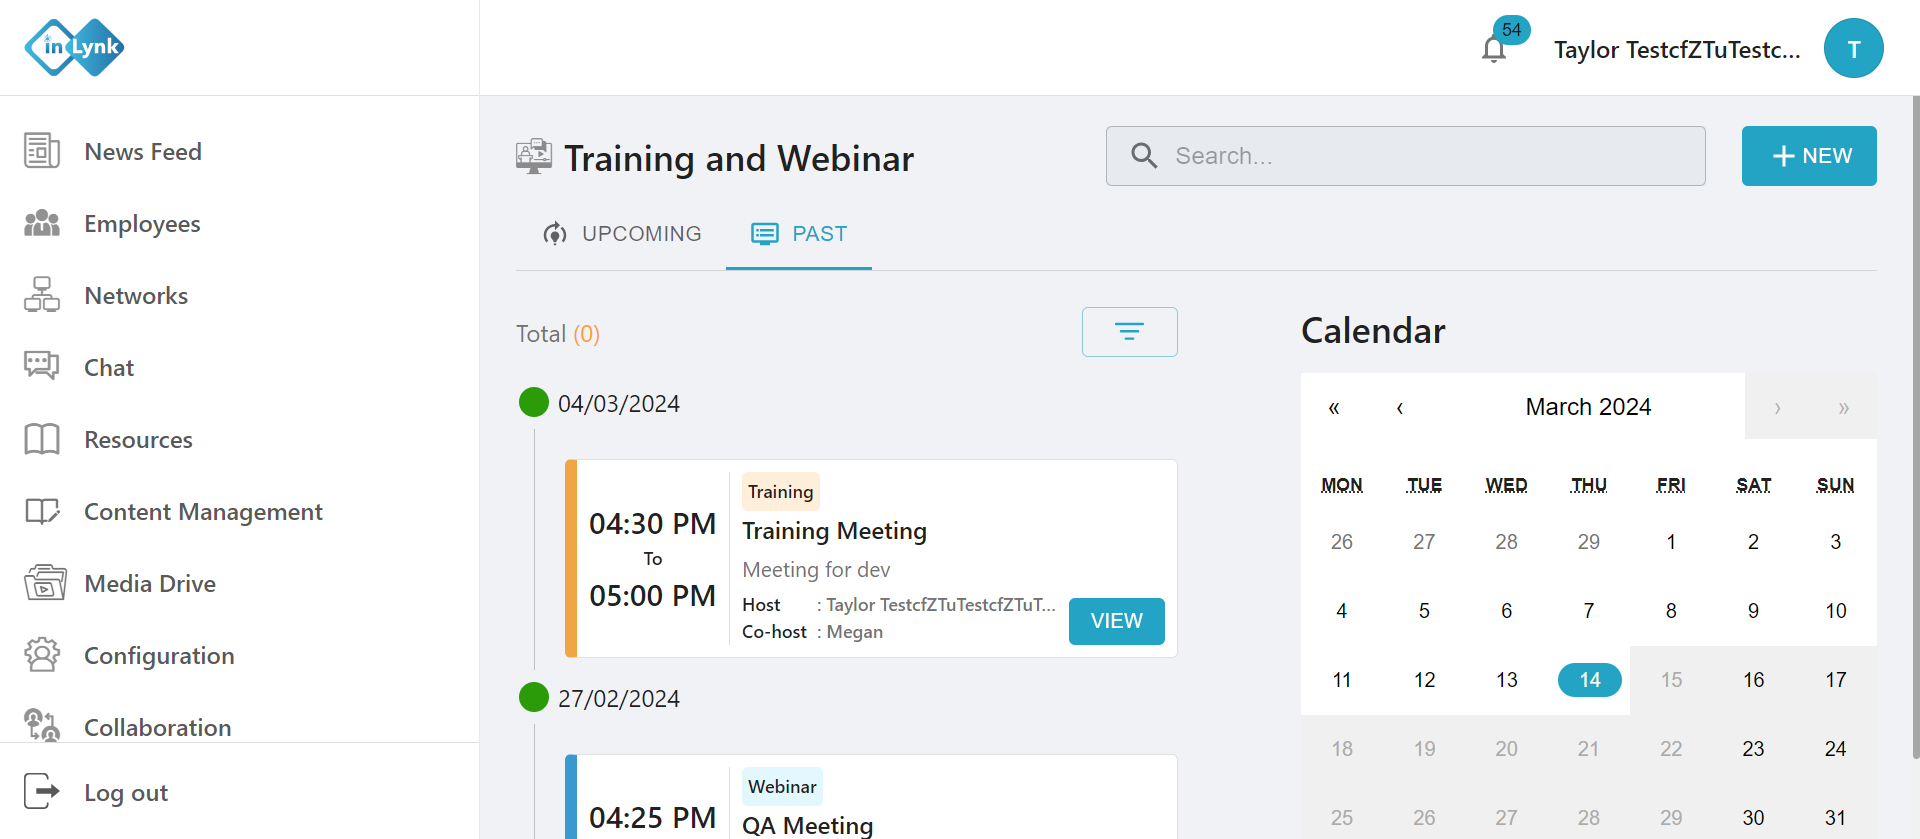 in Lynk
54
Taylor TestcfZTuTestc...
T
News Feed
Employees
Networks
Chat
Resources
Content Management
Media Drive
Configuration
Collaboration
Log out
Training and Webinar
Search...
+ NEW
UPCOMING
PAST
Total (0)
04/03/2024
04:30 PM
To
05:00 PM
Training
Training Meeting
Meeting for dev
Host : Taylor TestcfZTuTestcfZTuT...
Co-host : Megan
VIEW
27/02/2024
04:25 PM
Webinar
QA Meeting
Calendar
« ‹ March 2024 › »
MON TUE WED THU FRI SAT SUN
26 27 28 29 1 2 3
4 5 6 7 8 9 10
11 12 13 14 15 16 17
18 19 20 21 22 23 24
25 26 27 28 29 30 31